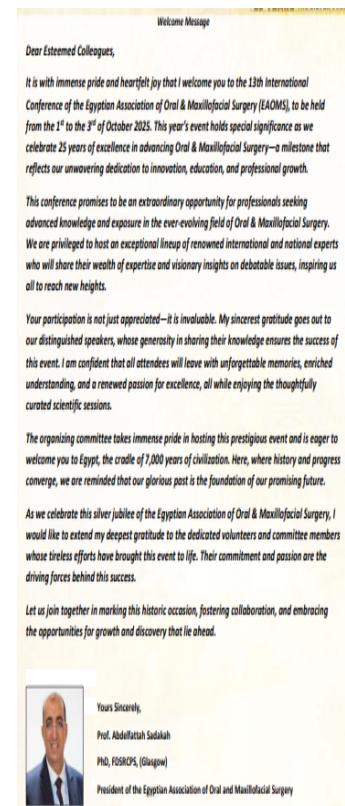 Welcome Message
Dear Esteemed Colleagues,
It is with immense pride and heartfelt joy that I welcome you to the 13th International
Conference of the Egyptian Association of Oral & Maxillofacial Surgery (EAOMS), to be held
from the 1st to the 3rd of October 2025. This year's event holds special significance as we
celebrate 25 years of excellence in advancing Oral & Maxillofacial Surgery—a milestone that
reflects our unwavering dedication to innovation, education, and professional growth.
This conference promises to be an extraordinary opportunity for professionals seeking
advanced knowledge and exposure in the ever-evolving field of Oral & Maxillofacial Surgery.
We are privileged to host an exceptional lineup of renowned international and national experts
who will share their wealth of expertise and visionary insights on debatable issues, inspiring us
all to reach new heights.
Your participation is not just appreciated—it is invaluable. My sincerest gratitude goes out to
our distinguished speakers, whose generosity in sharing their knowledge ensures the success of
this event. I am confident that all attendees will leave with unforgettable memories, enriched
understanding, and a renewed passion for excellence, all while enjoying the thoughtfully
curated scientific sessions.
The organizing committee takes immense pride in hosting this prestigious event and is eager to
welcome you to Egypt, the cradle of 7,000 years of civilization. Here, where history and progress
converge, we are reminded that our glorious past is the foundation of our promising future.
As we celebrate this silver jubilee of the Egyptian Association of Oral & Maxillofacial Surgery, I
would like to extend my deepest gratitude to the dedicated volunteers and committee members
whose tireless efforts have brought this event to life. Their commitment and passion are the
driving forces behind this success.
Let us join together in marking this historic occasion, fostering collaboration, and embracing
the opportunities for growth and discovery that lie ahead.
Yours Sincerely,
Prof. Abdelfattah Sadakah
PhD, FDSRCPS, (Glasgow)
President of the Egyptian Association of Oral and Maxillofacial Surgery